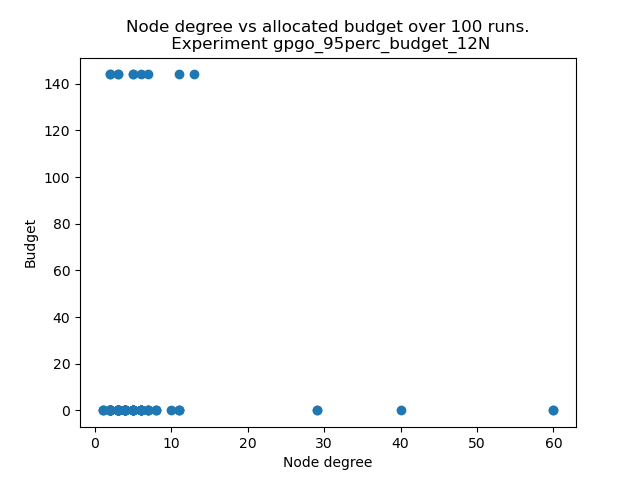 Node degree vs allocated budget over 100 runs.
Experiment gpgo_95perc_budget_12N
140
120
100
80
60
40
20
0
Budget
0 10 20 30 40 50 60
Node degree